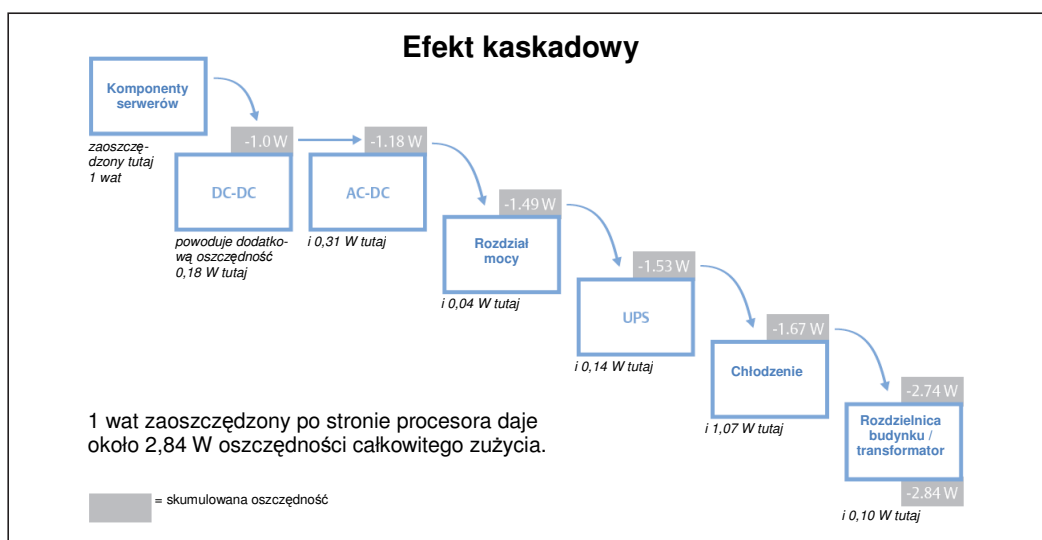 Efekt kaskadowy
Komponenty
serwerów
zaoszczę-
dzony tutaj
1 wat
-1.0 W
DC-DC
powoduje dodatko-
wą oszczędność
0,18 W tutaj
-1.18 W
AC-DC
i 0,31 W tutaj
-1.49 W
Rozdział
mocy
i 0,04 W tutaj
-1.53 W
UPS
i 0,14 W tutaj
-1.67 W
Chłodzenie
i 1,07 W tutaj
-2.74 W
Rozdzielnica
budynku /
transformator
-2.84 W
i 0,10 W tutaj
1 wat zaoszczędzony po stronie procesora daje
około 2,84 W oszczędności całkowitego zużycia.
= skumulowana oszczędność